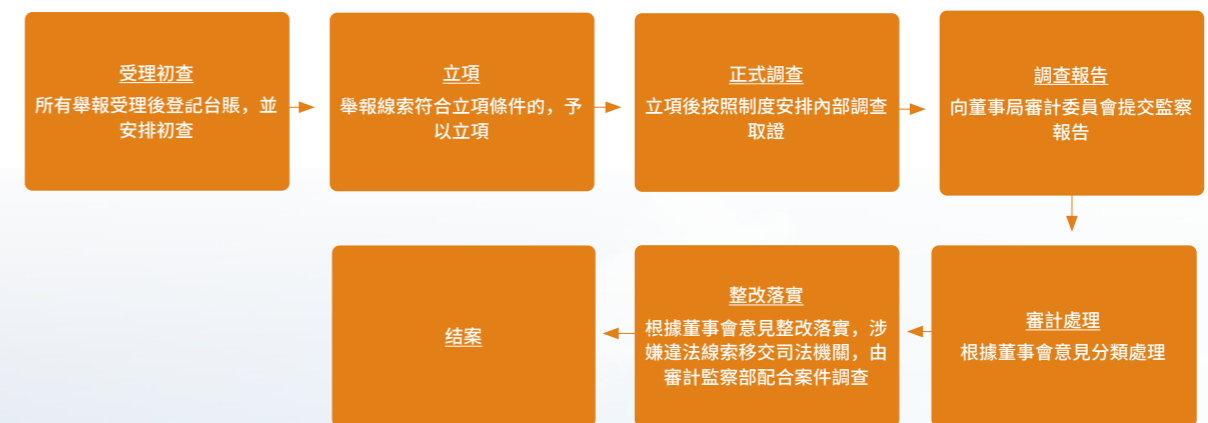 受理初查
所有舉報受理後登記台賬，並
安排初查
立項
舉報線索符合立項條件的，予
以立項
正式調查
立項後按照制度安排內部調查
取證
調查報告
向董事局審計委員會提交監察
報告
審計處理
根據董事會意見分類處理
整改落實
根據董事會意見整改落實，涉
嫌違法線索移交司法機關，由
審計監察部配合案件調查
结案